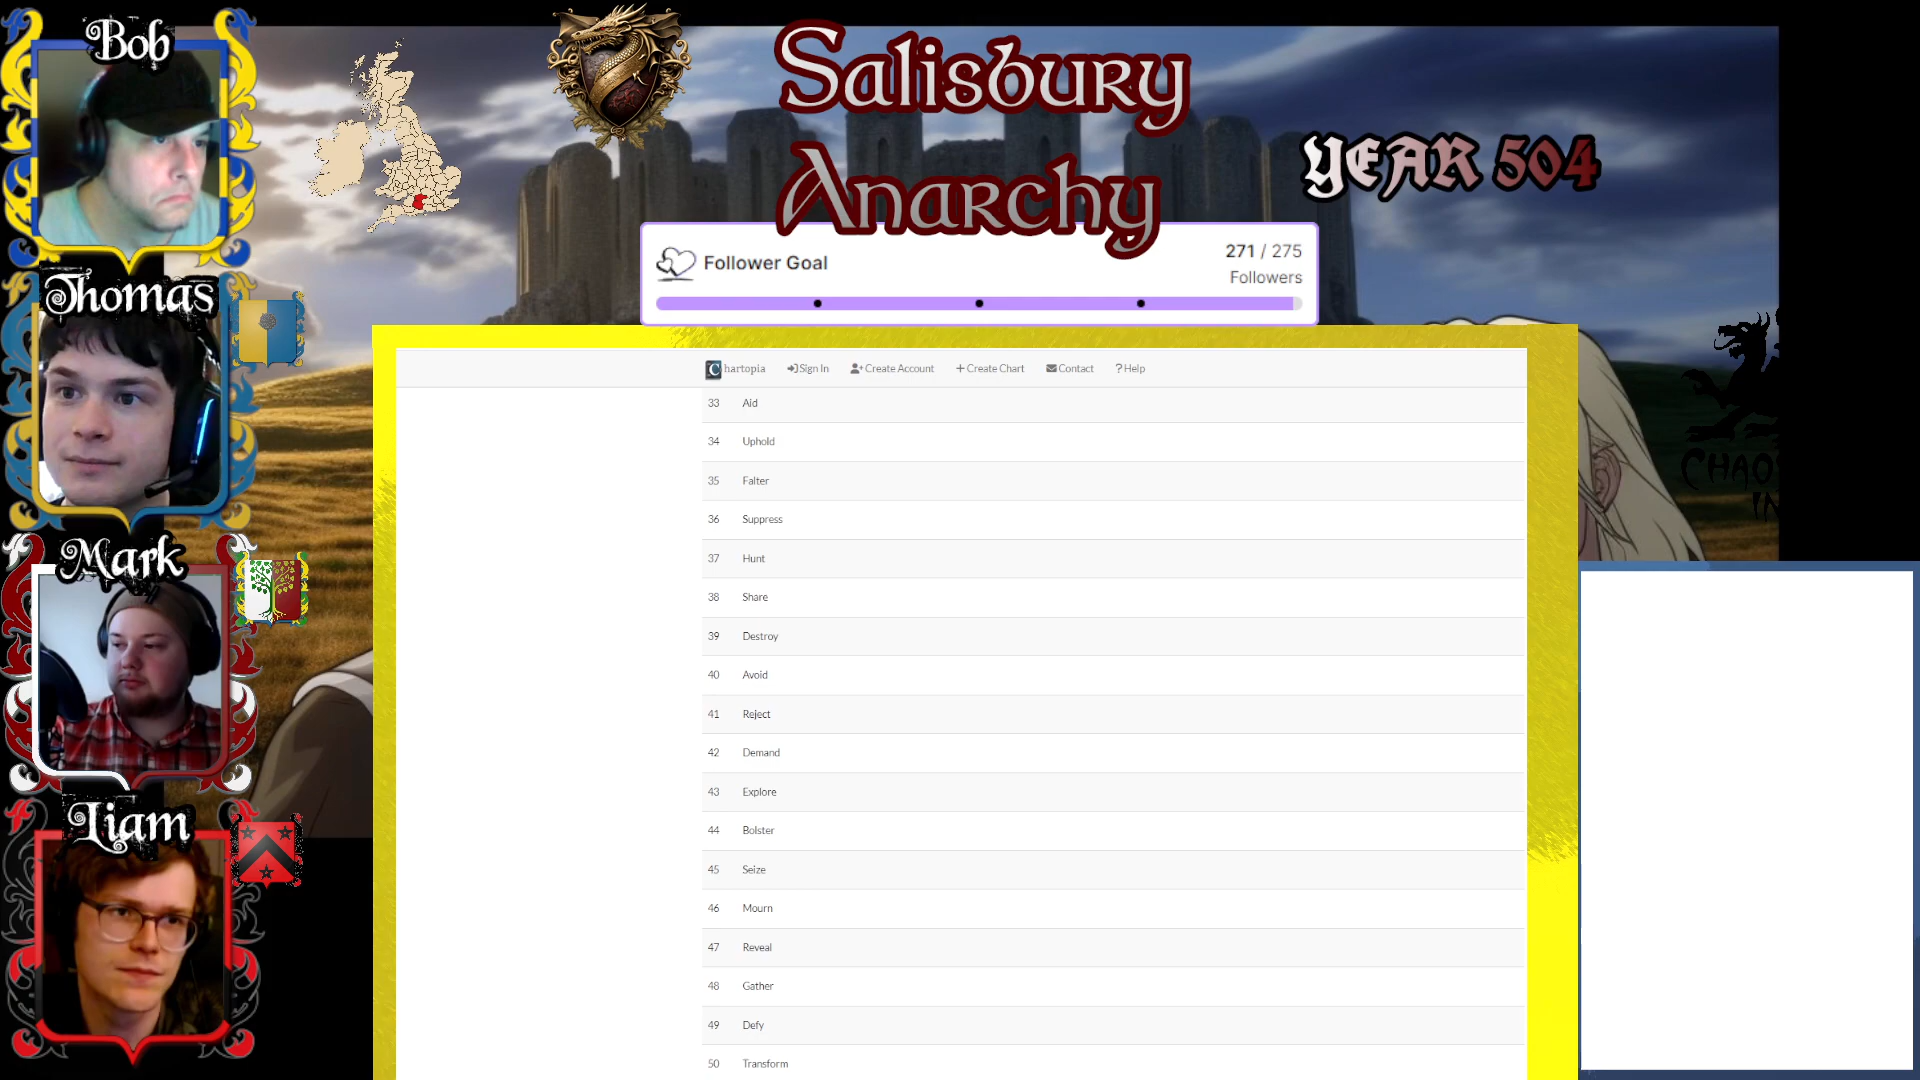 Bob
Thomas
Mark
Liam
Salisbury
Anarchy
YEAR 504
Follower Goal
271 / 275
Followers
Chartopia
Sign In
Create Account
Create Chart
Contact
Help
33 Aid
34 Uphold
35 Falter
36 Suppress
37 Hunt
38 Share
39 Destroy
40 Avoid
41 Reject
42 Demand
43 Explore
44 Bolster
45 Seize
46 Mourn
47 Reveal
48 Gather
49 Defy
50 Transform
CHAO
IN